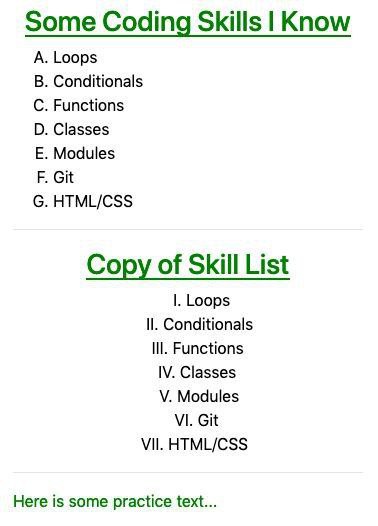 Some Coding Skills I Know
A. Loops
B. Conditionals
C. Functions
D. Classes
E. Modules
F. Git
G. HTML/CSS
Copy of Skill List
I. Loops
II. Conditionals
III. Functions
IV. Classes
V. Modules
VI. Git
VII. HTML/CSS
Here is some practice text...